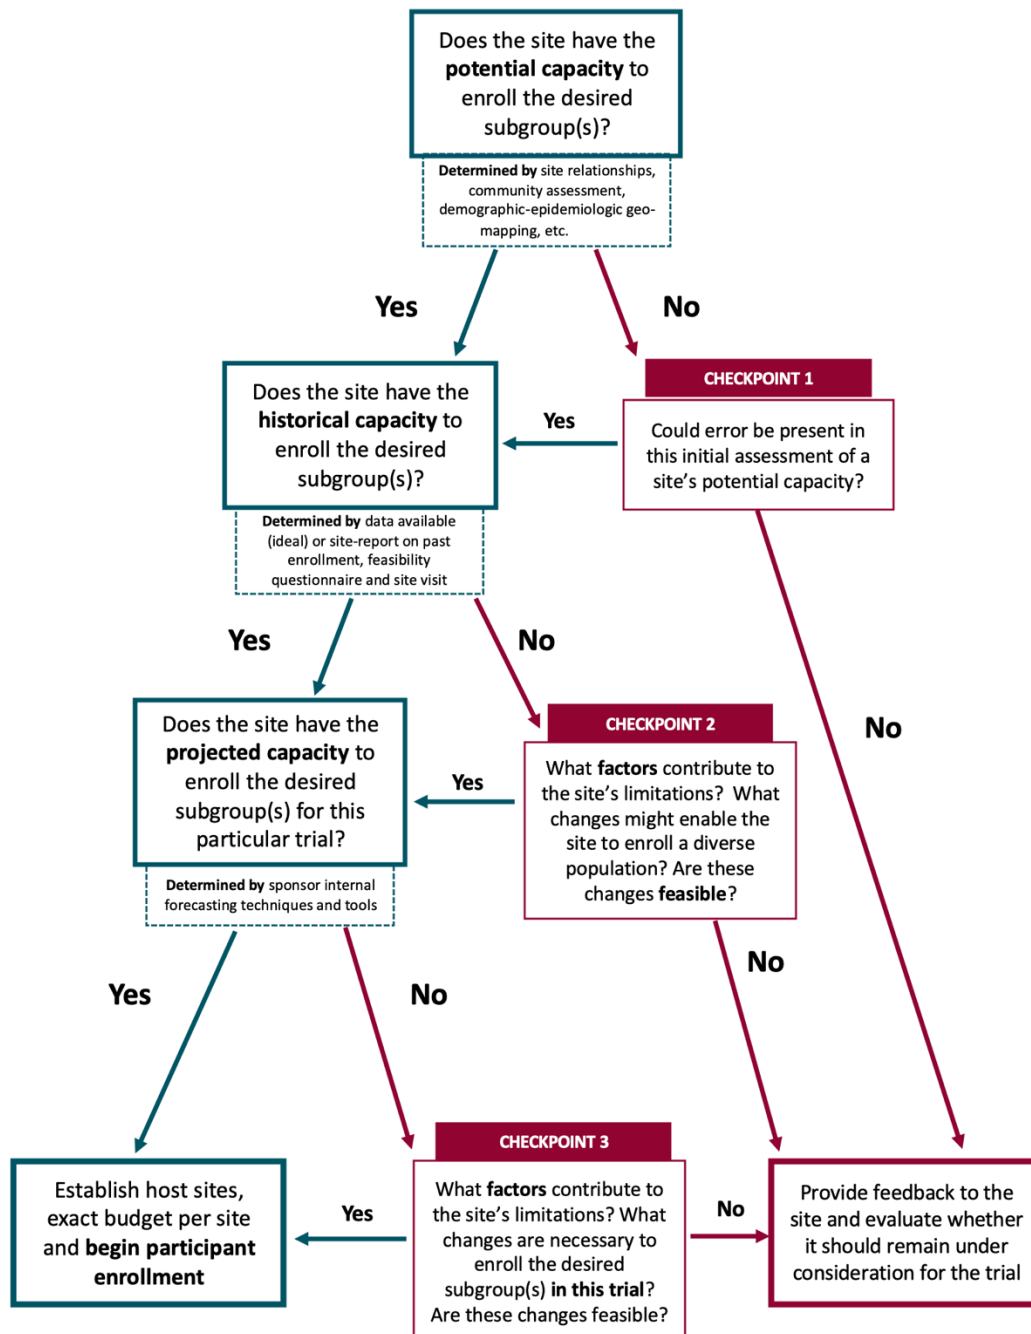 Does the site have the
potential capacity to
enroll the desired
subgroup(s)?
Determined by site relationships,
community assessment,
demographic-epidemiologic geo-
mapping, etc.
Yes
No
Does the site have the
historical capacity to
enroll the desired
subgroup(s)?
Determined by data available
(ideal) or site-report on past
enrollment, feasibility
questionnaire and site visit
Yes
CHECKPOINT 1
Could error be present in
this initial assessment of a
site's potential capacity?
Yes
No
No
Does the site have the
projected capacity to
enroll the desired
subgroup(s) for this
particular trial?
Determined by sponsor internal
forecasting techniques and tools
Yes
CHECKPOINT 2
What factors contribute to
the site's limitations? What
changes might enable the
site to enroll a diverse
population? Are these
changes feasible?
No
Yes
No
Establish host sites,
exact budget per site
and begin participant
enrollment
Yes
CHECKPOINT 3
What factors contribute to
the site's limitations? What
changes are necessary to
enroll the desired
subgroup(s) in this trial?
Are these changes feasible?
No
Provide feedback to the
site and evaluate whether
it should remain under
consideration for the trial